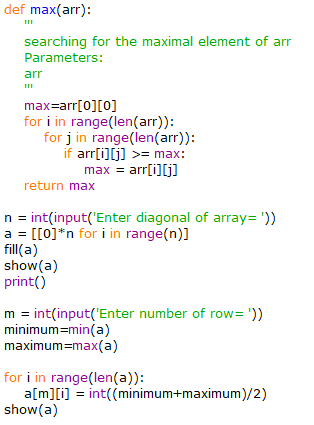 def max(arr):
'''
searching for the maximal element of arr
Parameters:
arr
'''
max=arr[0][0]
for i in range(len(arr)):
for j in range(len(arr)):
if arr[i][j] >= max:
max = arr[i][j]
return max
n = int(input('Enter diagonal of array= '))
a = [[0]*n for i in range(n)]
fill(a)
show(a)
print()
m = int(input('Enter number of row= '))
minimum=min(a)
maximum=max(a)
for i in range(len(a)):
a[m][i] = int((minimum+maximum)/2)
show(a)